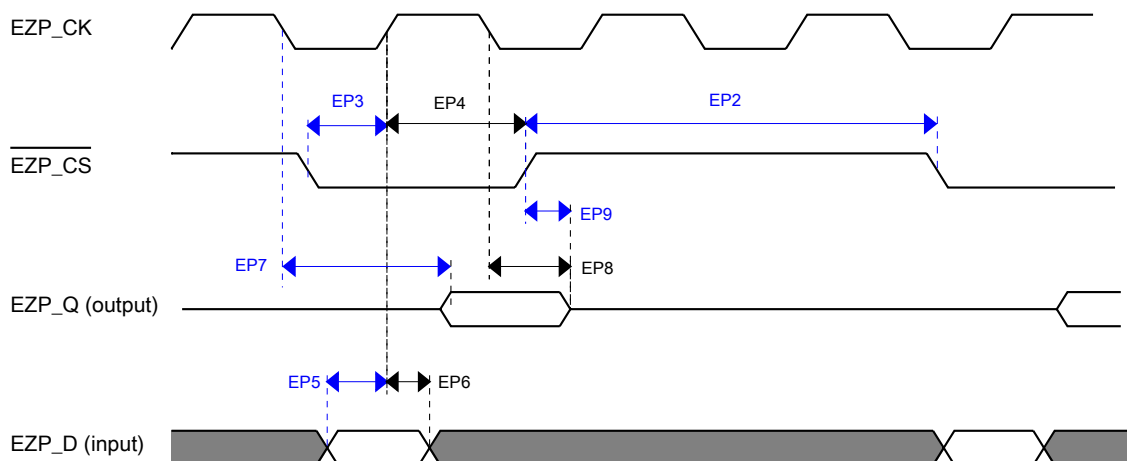 EZP_CK
EP3
EP4
EP2
EZP_CS
EP9
EP7
EP8
EZP_Q (output)
EP5
EP6
EZP_D (input)